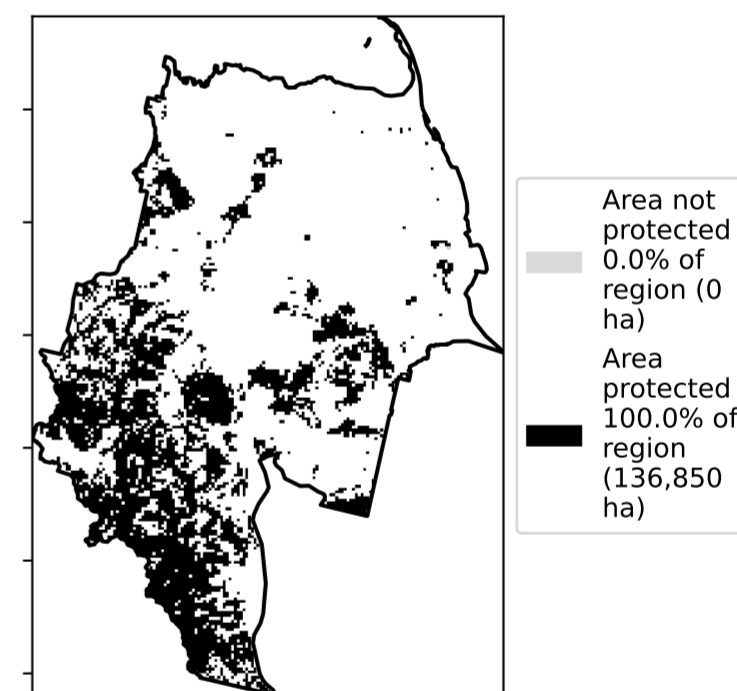 Area not
protected
0.0% of
region (0
ha)
Area
protected
100.0% of
region
(136,850
ha)